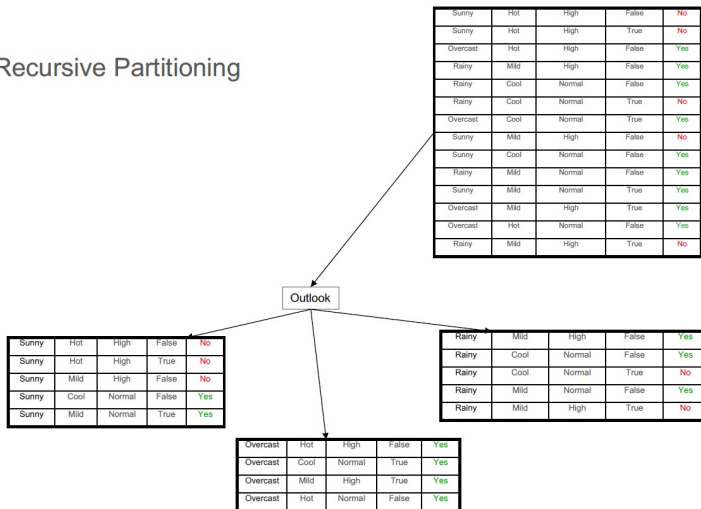 Recursive Partitioning
Sunny Hot High False No
Sunny Hot High True No
Overcast Hot High False Yes
Rainy Mild High False Yes
Rainy Cool Normal False Yes
Rainy Cool Normal True No
Overcast Cool Normal True Yes
Sunny Mild High False No
Sunny Cool Normal False Yes
Rainy Mild Normal False Yes
Sunny Mild Normal True Yes
Overcast Mild High True Yes
Overcast Hot Normal False Yes
Rainy Mild High True No
Outlook
Sunny Hot High False No
Sunny Hot High True No
Sunny Mild High False No
Sunny Cool Normal False Yes
Sunny Mild Normal True Yes
Rainy Mild High False Yes
Rainy Cool Normal False Yes
Rainy Cool Normal True No
Rainy Mild Normal False Yes
Rainy Mild High True No
Overcast Hot High False Yes
Overcast Cool Normal True Yes
Overcast Mild High True Yes
Overcast Hot Normal False Yes